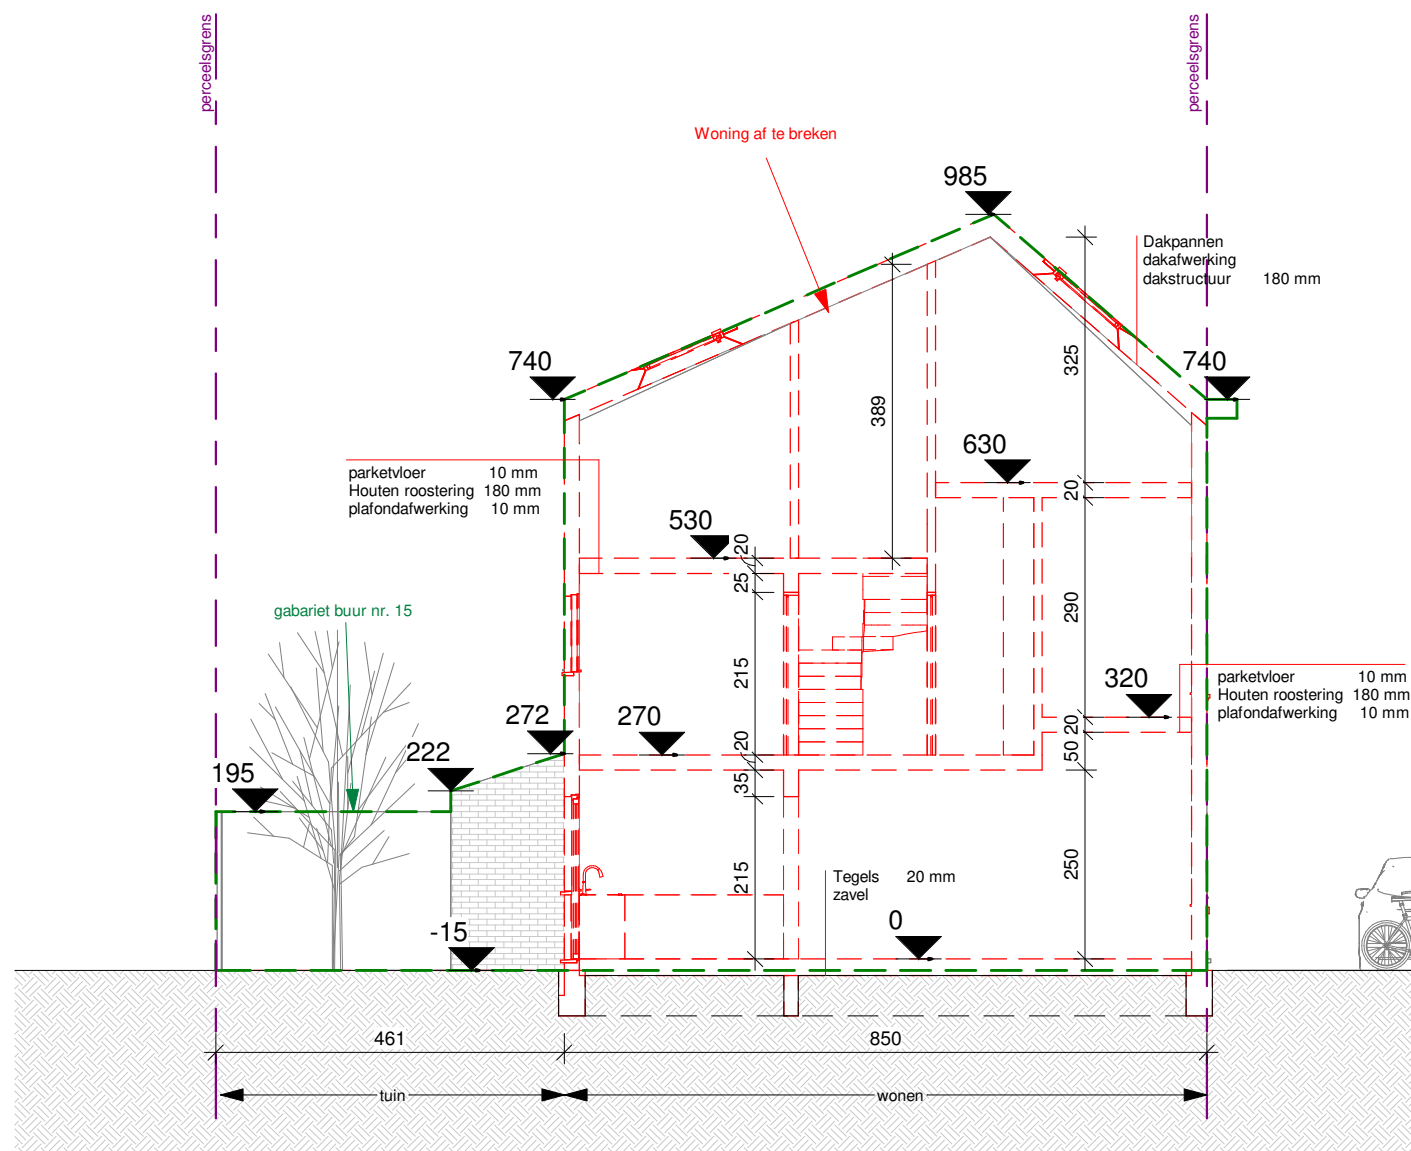 perceelsgrens
perceelsgrens
Woning af te breken
985
Dakpannen
dakafwerking
dakstructuur 180 mm
740
740
325
389
630
parketvloer 10 mm
Houten roostering 180 mm
plafondafwerking 10 mm
20
530
20
25
290
gabariet buur nr. 15
215
320
parketvloer 10 mm
Houten roostering 180 mm
plafondafwerking 10 mm
272
270
20
20
50
222
195
35
215
250
Tegels 20 mm
zavel
-15
0
461
850
tuin
wonen